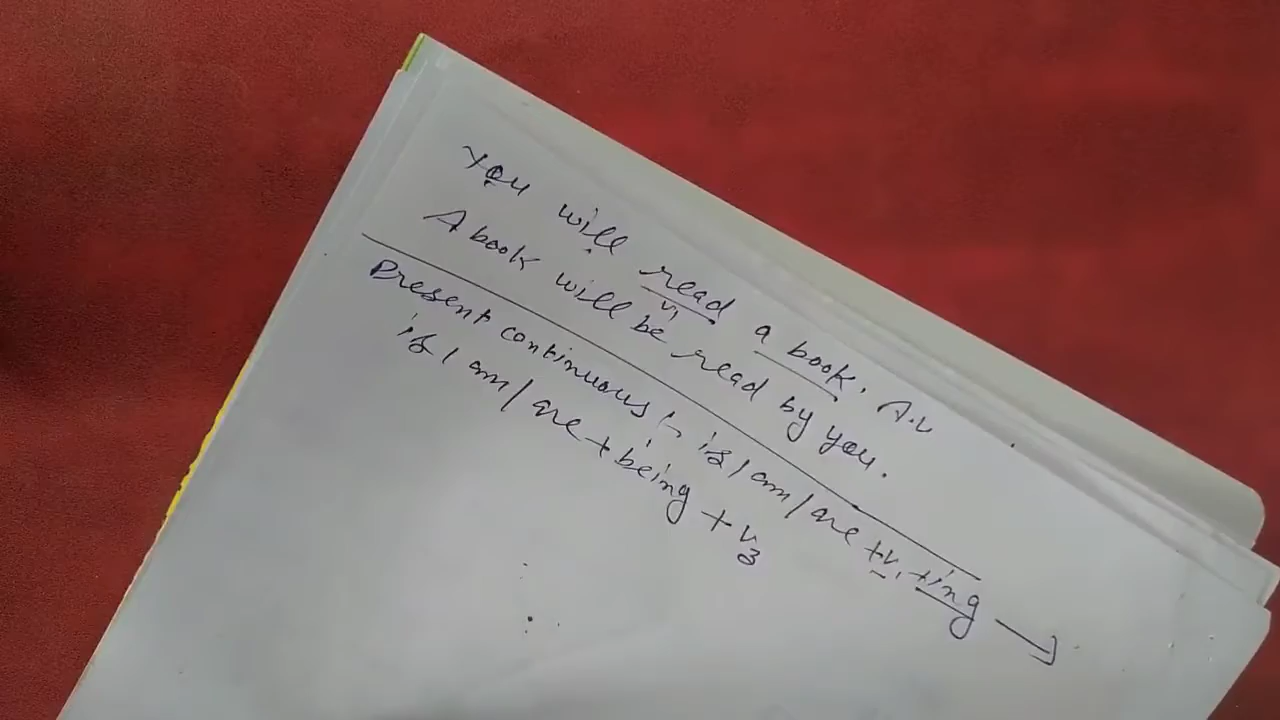 You will read a book. A.V
V1
A book will be read by you.
Present continuous :- is / am / are + V1 + ing →
is / am / are + being + V3